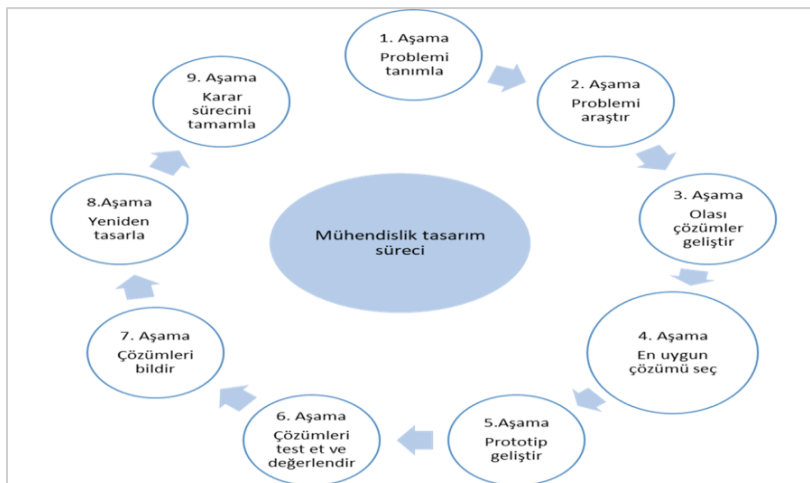 1. Aşama
Problemi
tanımla
2. Aşama
Problemi
araştır
3. Aşama
Olası
çözümler
geliştir
4. Aşama
En uygun
çözümü seç
5.Aşama
Prototip
geliştir
6. Aşama
Çözümleri
test et ve
değerlendir
7. Aşama
Çözümleri
bildir
8.Aşama
Yeniden
tasarla
9. Aşama
Karar
sürecini
tamamla
Mühendislik tasarım
süreci